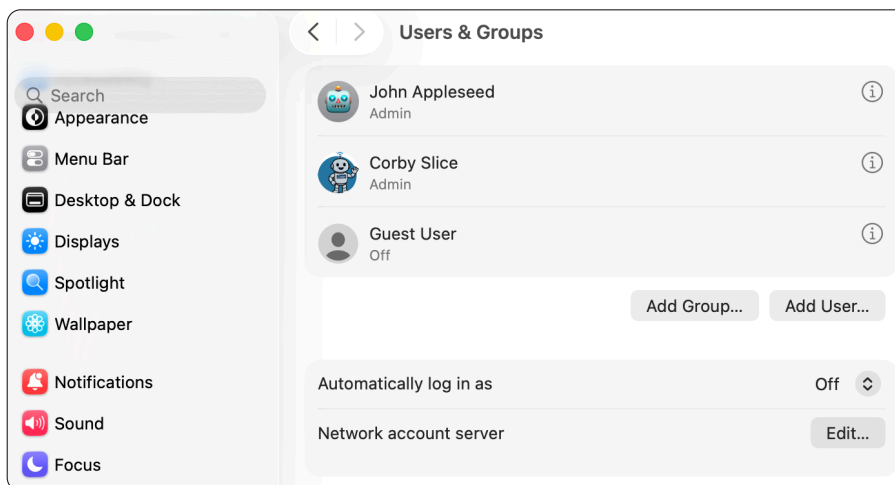 Users & Groups
Search
Appearance
Menu Bar
Desktop & Dock
Displays
Spotlight
Wallpaper
Notifications
Sound
Focus
John Appleseed
Admin
Corby Slice
Admin
Guest User
Off
Add Group...
Add User...
Automatically log in as
Off
Network account server
Edit...